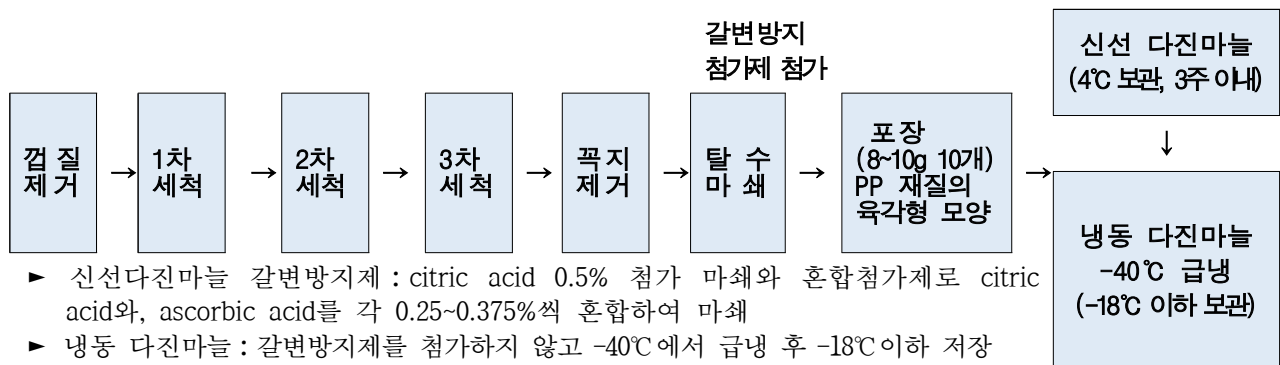 갈변방지
첨가제 첨가
껍 질
제 거
→
1차
세척
→
2차
세 척
→
3차
세 척
→
꼭 지
제 거
→
탈 수
마 쇄
→
포장
(8~10g 10개)
PP 재질의
육각형 모양
→
신선 다진마늘
(4℃ 보관, 3주 이내)
↓
냉동 다진마늘
-40℃ 급냉
(-18℃ 이하 보관)
► 신선다진마늘 갈변방지제 : citric acid 0.5% 첨가 마쇄와 혼합첨가제로 citric
acid와, ascorbic acid를 각 0.25~0.375%씩 혼합하여 마쇄
► 냉동 다진마늘 : 갈변방지제를 첨가하지 않고 -40℃에서 급냉 후 -18℃이하 저장